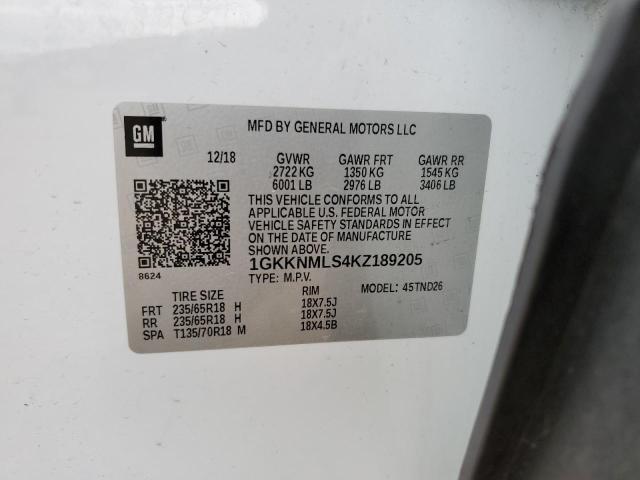 GM
MFD BY GENERAL MOTORS LLC
12/18 GVWR GAWR FRT GAWR RR
2722 KG 1350 KG 1545 KG
6001 LB 2976 LB 3406 LB
THIS VEHICLE CONFORMS TO ALL
APPLICABLE U.S. FEDERAL MOTOR
VEHICLE SAFETY STANDARDS IN
EFFECT ON THE DATE OF MANUFACTURE
SHOWN ABOVE.
8624
1GKKNMLS4KZ189205
TYPE: M.P.V. MODEL: 45TND26
TIRE SIZE RIM
FRT 235/65R18 H 18X7.5J
RR 235/65R18 H 18X7.5J
SPA T135/70R18 M 18X4.5B